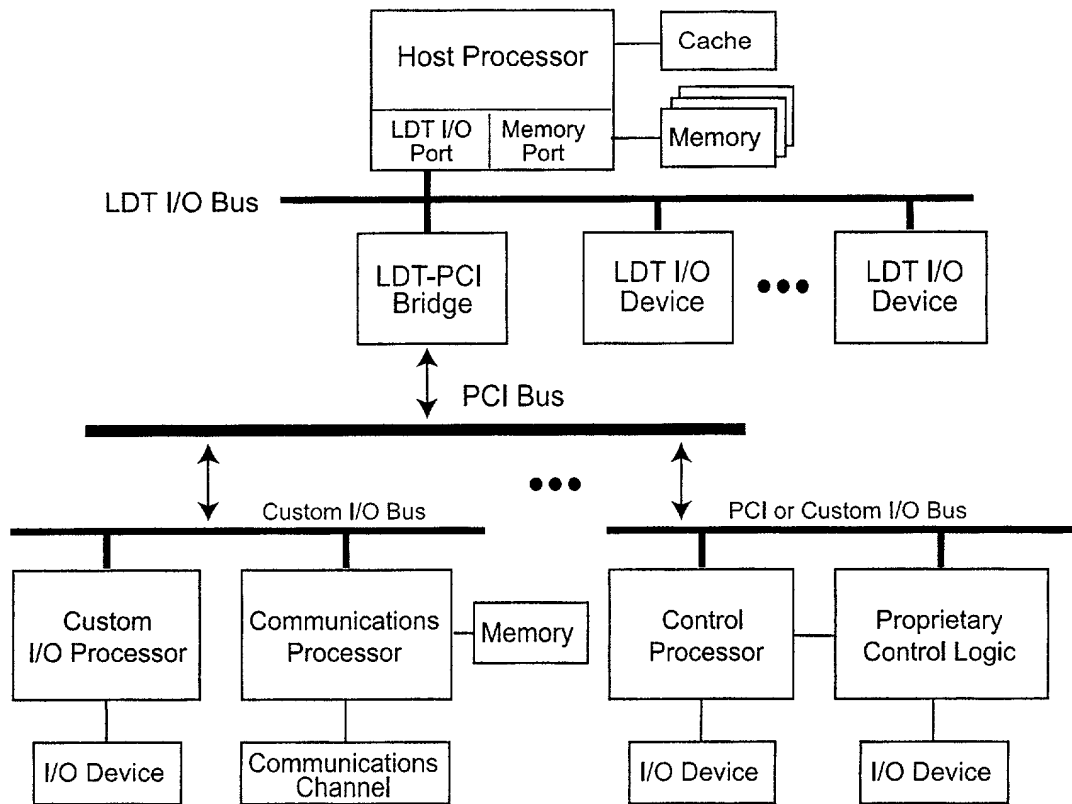 Host Processor
Cache
LDT I/O
Port
Memory
Port
Memory
LDT I/O Bus
LDT-PCI
Bridge
LDT I/O
Device
LDT I/O
Device
PCI Bus
Custom I/O Bus
PCI or Custom I/O Bus
Custom
I/O Processor
Communications
Processor
Memory
Control
Processor
Proprietary
Control Logic
I/O Device
Communications
Channel
I/O Device
I/O Device